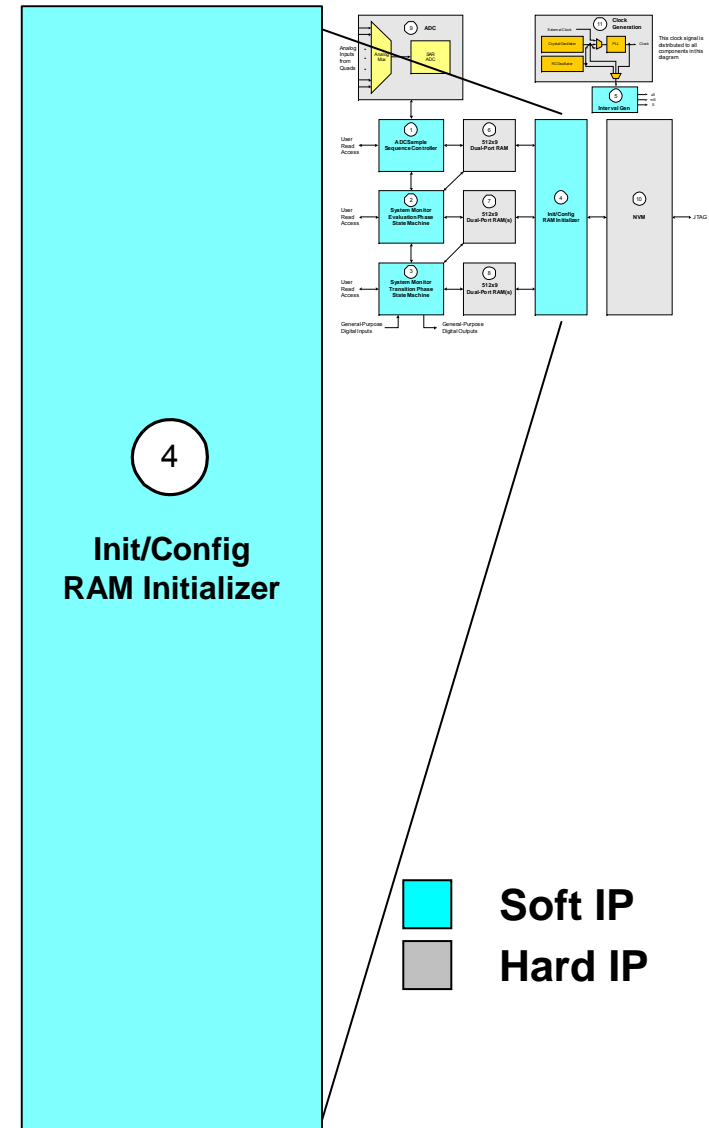 4
Init/Config
RAM Initializer
9
ADC
Analog
Inputs
from
Quads
Analog
Mux
SAR
ADC
11
Clock
Generation
External Clock
Crystal Oscillator
PLL
Clock
RC Oscillator
This clock signal is
distributed to all
components in this
diagram
5
Interval Gen
uS
mS
S
User
Read
Access
1
ADC Sample
Sequence Controller
6
512x9
Dual-Port RAM
User
Read
Access
2
System Monitor
Evaluation Phase
State Machine
7
512x9
Dual-Port RAM(s)
4
Init/Config
RAM Initializer
10
NVM
JTAG
User
Read
Access
3
System Monitor
Transition Phase
State Machine
8
512x9
Dual-Port RAM(s)
General-Purpose
Digital Inputs
General-Purpose
Digital Outputs
Soft IP
Hard IP